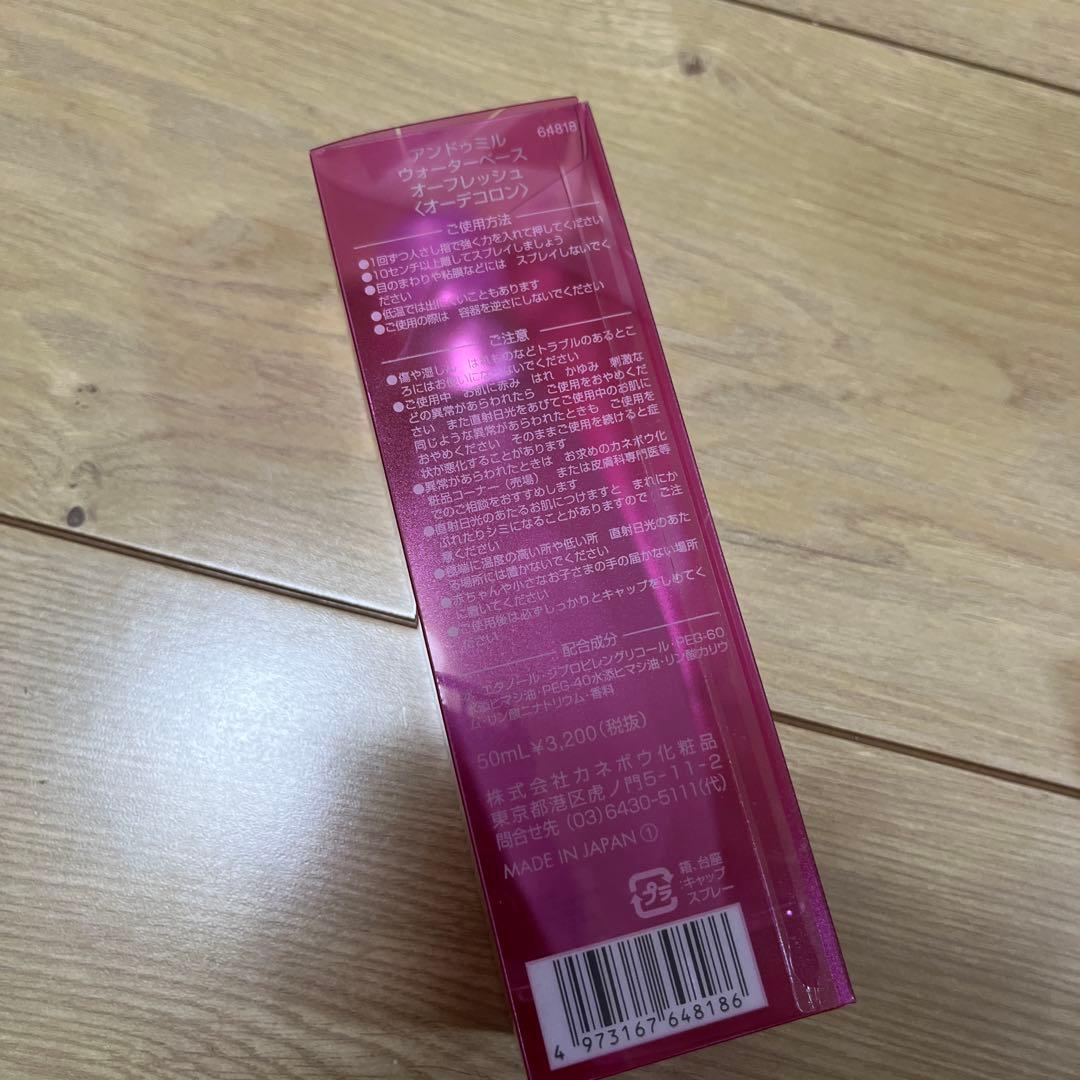 64818
アンドゥミル
ウォーターベース
オーフレッシュ
〈オーデコロン〉
ご使用方法
●1回ずつ人さし指で強く力を入れて押してください
●10センチ以上離してスプレイしましょう
●目のまわりや粘膜などには スプレイしないでく
ださい
●低温では出にくいこともあります
●ご使用の際は 容器を逆さにしないでください
ご注意
●傷や湿しん はれものなどトラブルのあるとこ
ろにはお使いにならないでください
●ご使用中 お肌に赤み はれ かゆみ 刺激な
どの異常があらわれたら ご使用をおやめくだ
さい また直射日光をあびてご使用中のお肌に
同じような異常があらわれたときも ご使用を
おやめください そのままご使用を続けると症
状が悪化することがあります
●異常があらわれたときは お求めのカネボウ化
粧品コーナー（売場） または皮膚科専門医等
でのご相談をおすすめします
●直射日光のあたるお肌につけますと まれにか
ぶれたりシミになることがありますので ご注
意ください
●極端に温度の高い所や低い所 直射日光のあた
る場所には置かないでください
●赤ちゃんや小さなお子さまの手の届かない場所
に置いてください
●ご使用後は必ずしっかりとキャップをしめてく
ださい
配合成分
エタノール・ジプロピレングリコール・PEG-60
水添ヒマシ油・PEG-40水添ヒマシ油・リン酸カリウ
ム・リン酸二ナトリウム・香料
50mL ¥3,200（税抜）
株式会社カネボウ化粧品
東京都港区虎ノ門5-11-2
問合せ先 (03)6430-5111(代)
MADE IN JAPAN ①
プラ
箱、台座
:キャップ
スプレー
4 973167 648186